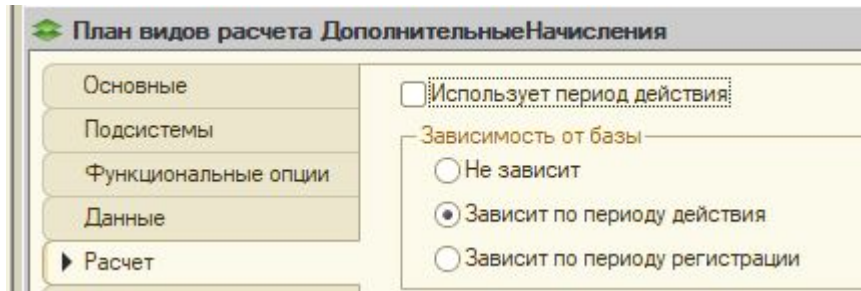 План видов расчета ДополнительныеНачисления
Основные
Подсистемы
Функциональные опции
Данные
Расчет
Использует период действия
Зависимость от базы
Не зависит
Зависит по периоду действия
Зависит по периоду регистрации